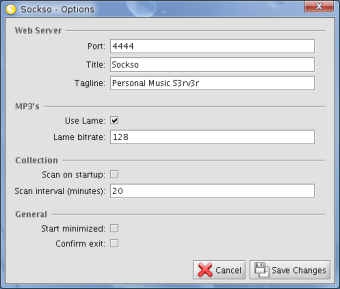 Sockso - Options
Web Server
Port: 4444
Title: Sockso
Tagline: Personal Music S3rv3r
MP3's
Use Lame:
Lame bitrate: 128
Collection
Scan on startup:
Scan interval (minutes): 20
General
Start minimized:
Confirm exit:
Cancel Save Changes